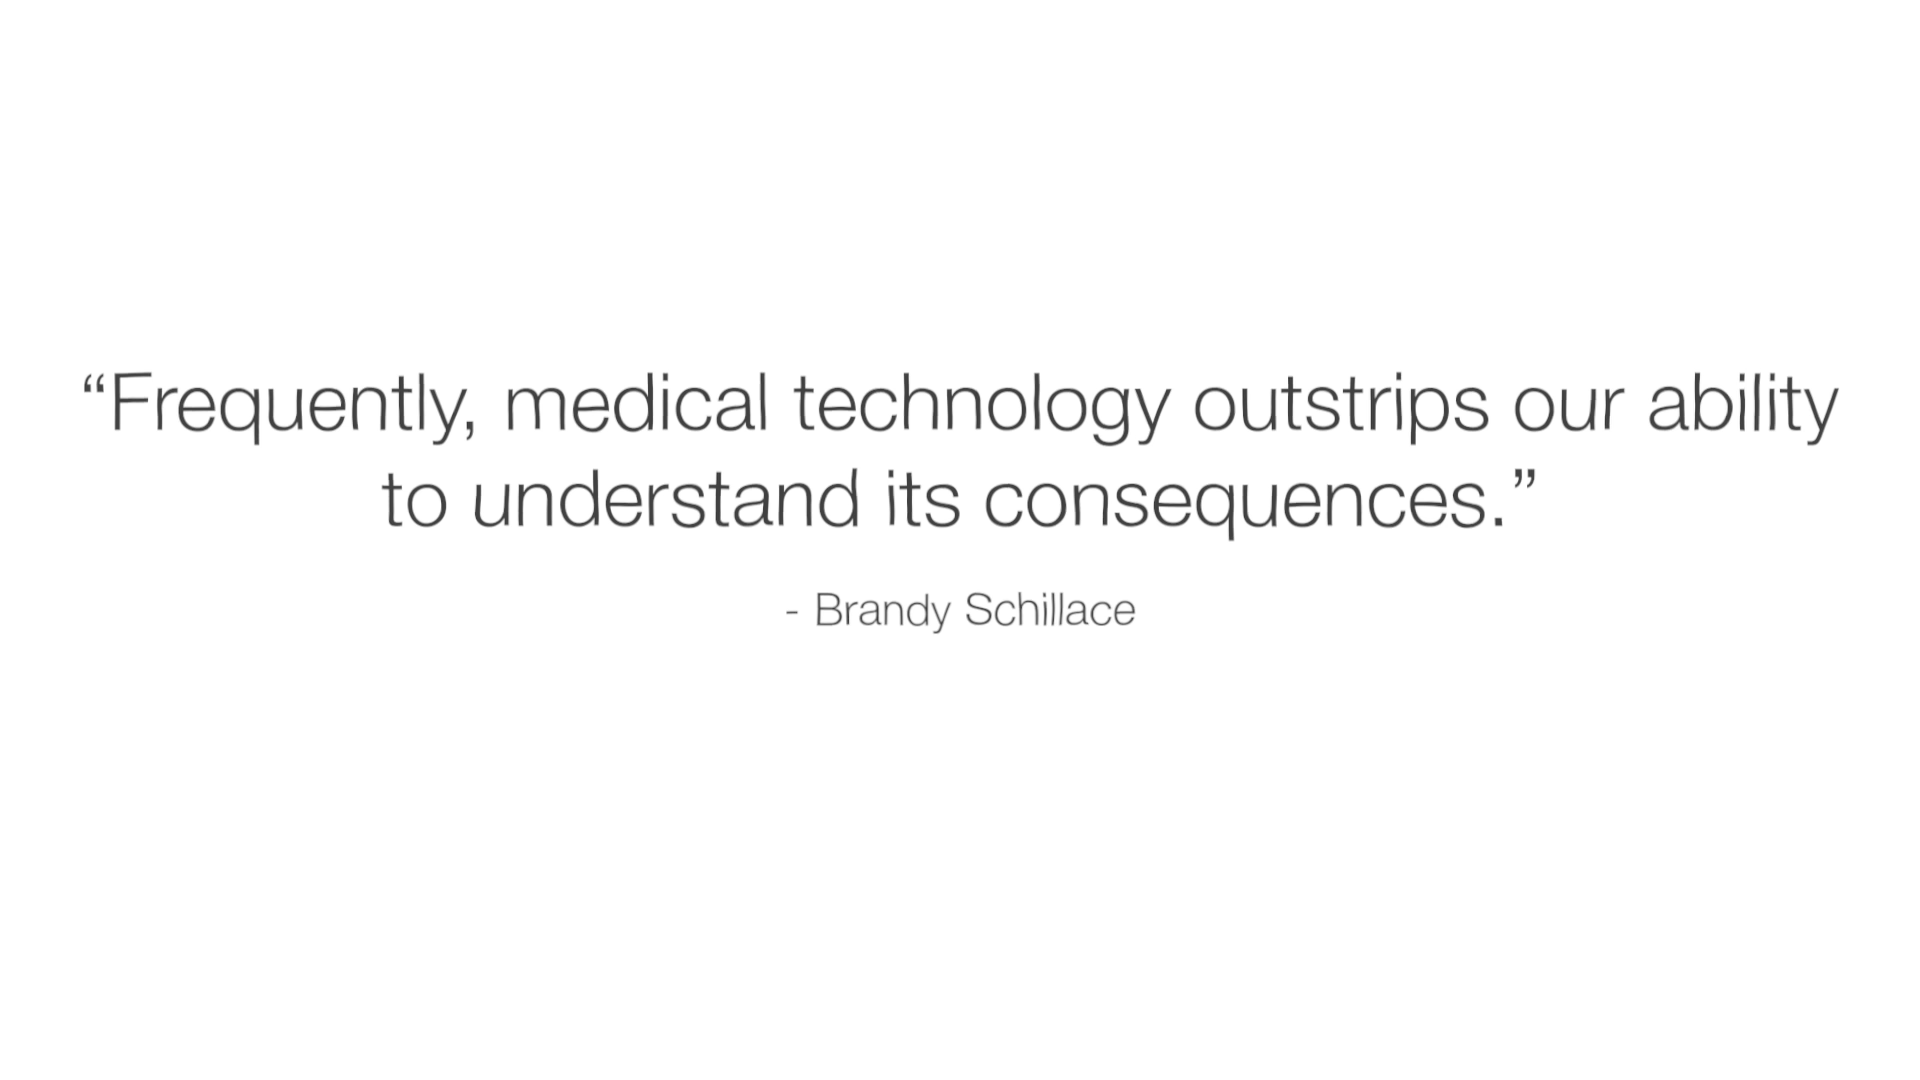 “Frequently, medical technology outstrips our ability
to understand its consequences.”
- Brandy Schillace